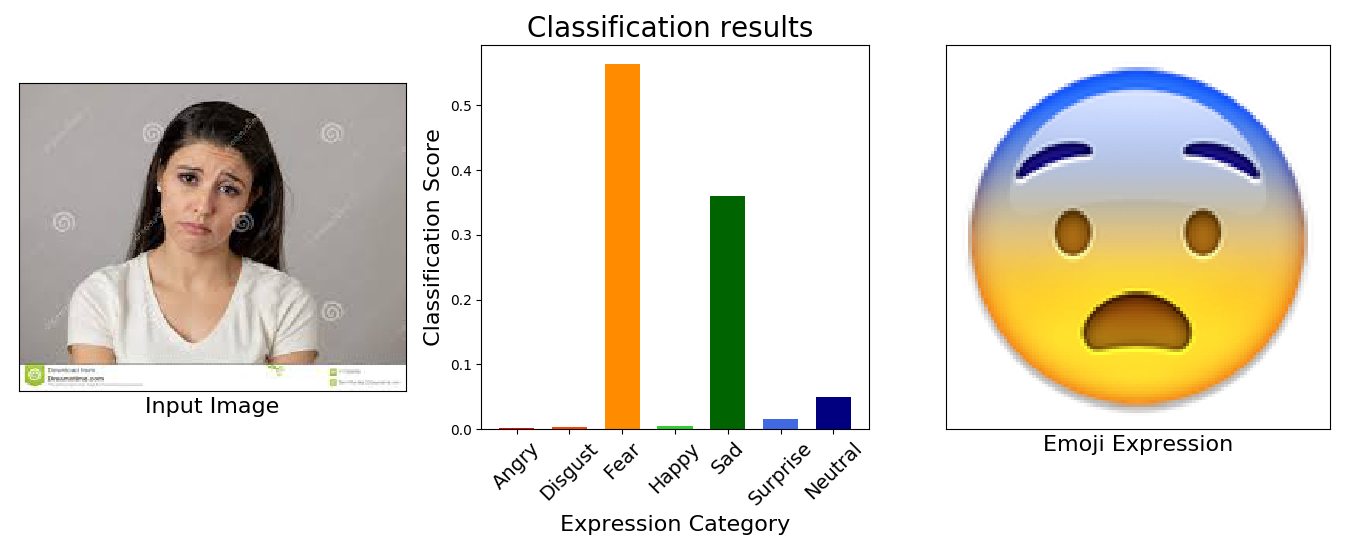 Classification results
Classification Score
0.5
0.4
0.3
0.2
0.1
0.0
Angry
Disgust
Fear
Happy
Sad
Surprise
Neutral
Expression Category
Download from
Dreamstime.com
Input Image
Emoji Expression